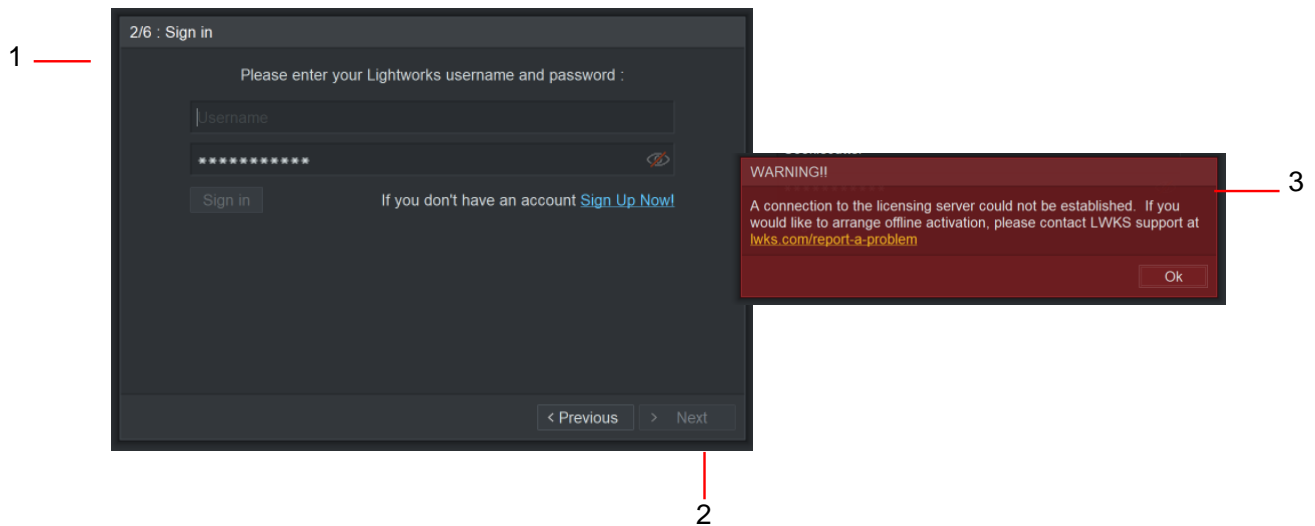 2/6 : Sign in
1
Please enter your Lightworks username and password :
Username
***********
Sign in
If you don't have an account Sign Up Now!
< Previous
> Next
2
WARNING!!
3
A connection to the licensing server could not be established. If you
would like to arrange offline activation, please contact LWKS support at
lwks.com/report-a-problem
Ok